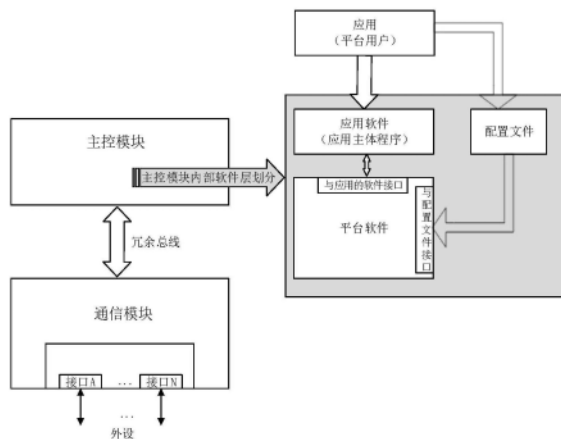 应用
（平台用户）
应用软件
（应用主体程序）
配置文件
主控模块
主控模块内部软件层划分
与应用的软件接口
平台软件
与配置文件接口
冗余总线
通信模块
接口A
...
接口N
...
外设